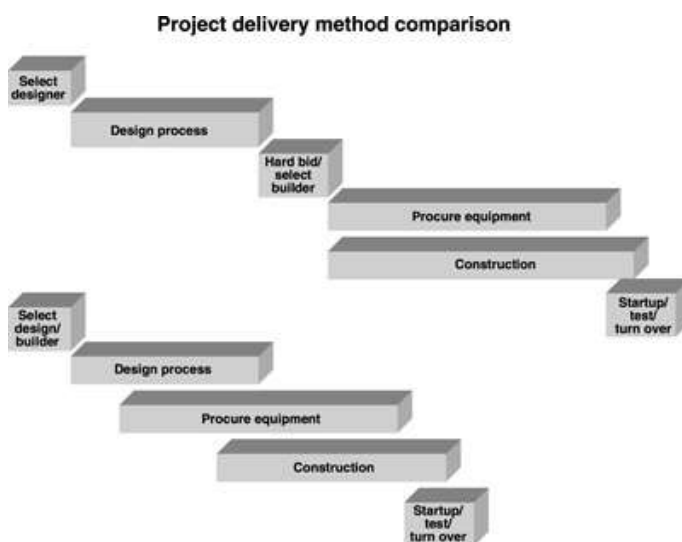 Project delivery method comparison
Select
designer
Design process
Hard bid/
select
builder
Procure equipment
Construction
Startup/
test/
turn over
Select
design/
builder
Design process
Procure equipment
Construction
Startup/
test/
turn over